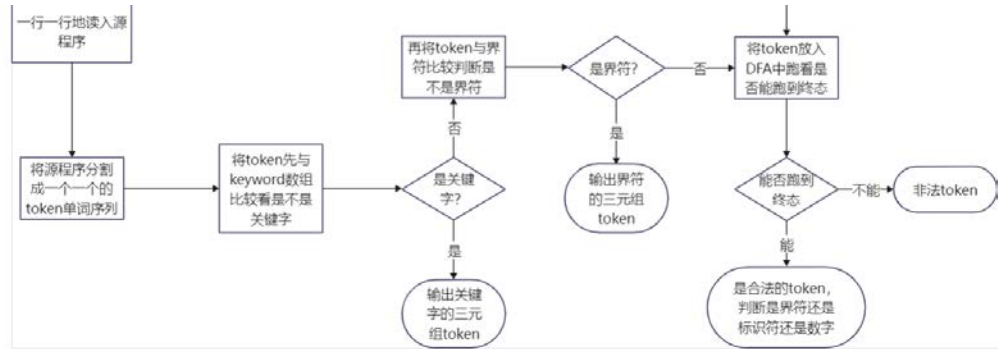 一行一行地读入源
程序
将源程序分割
成一个一个的
token单词序列
将token先与
keyword数组
比较看是不是
关键字
是关键
字?
否
是
输出关键
字的三元
组token
再将token与界
符比较判断是
不是界符
是界符?
否
是
输出界符
的三元组
token
将token放入
DFA中跑看是
否能跑到终态
能否跑到
终态
不能
非法token
能
是合法的token,
判断是界符还是
标识符还是数字